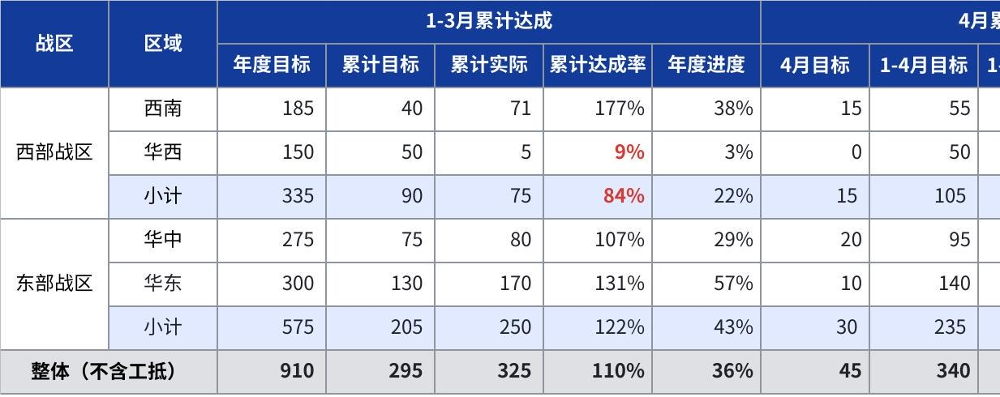 战区 区域 1-3月累计达成 4月
年度目标 累计目标 累计实际 累计达成率 年度进度 4月目标 1-4月目标 1-
西部战区 西南 185 40 71 177% 38% 15 55
华西 150 50 5 9% 3% 0 50
小计 335 90 75 84% 22% 15 105
东部战区 华中 275 75 80 107% 29% 20 95
华东 300 130 170 131% 57% 10 140
小计 575 205 250 122% 43% 30 235
整体（不含工抵） 910 295 325 110% 36% 45 340